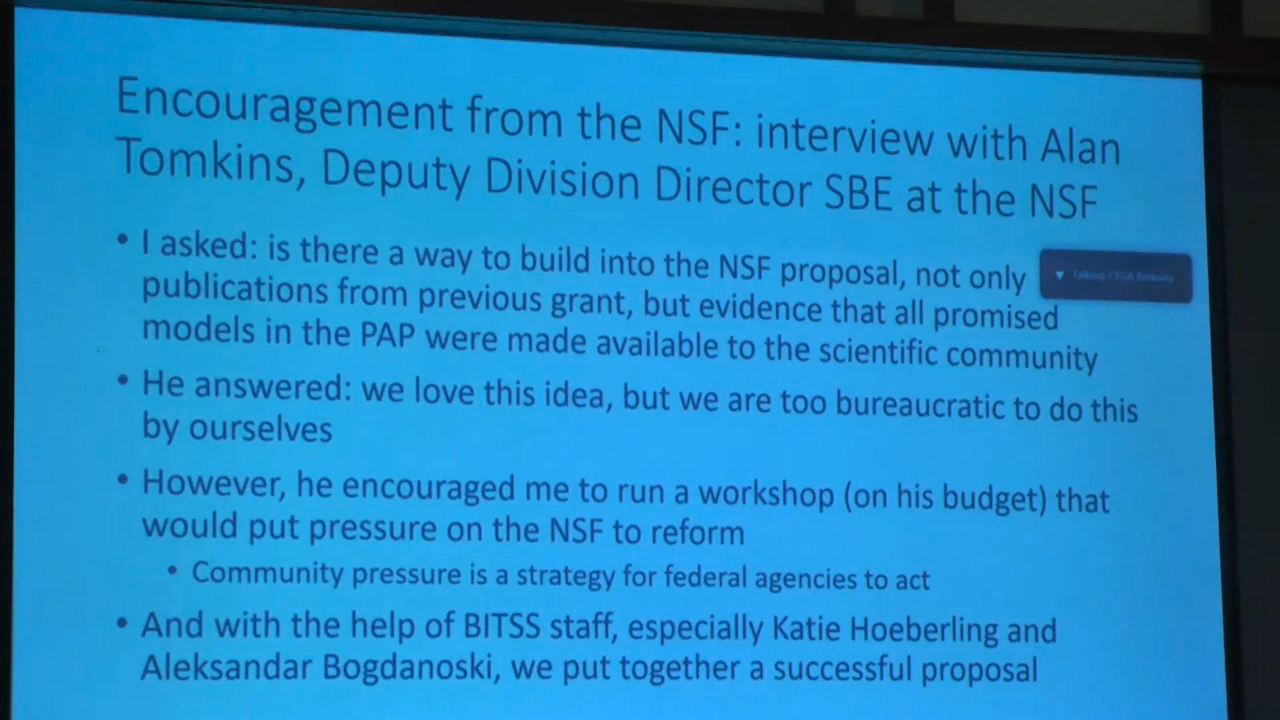 Encouragement from the NSF: interview with Alan
Tomkins, Deputy Division Director SBE at the NSF
• I asked: is there a way to build into the NSF proposal, not only
publications from previous grant, but evidence that all promised
models in the PAP were made available to the scientific community
Talking: CEGA Berkeley
• He answered: we love this idea, but we are too bureaucratic to do this
by ourselves
• However, he encouraged me to run a workshop (on his budget) that
would put pressure on the NSF to reform
• Community pressure is a strategy for federal agencies to act
• And with the help of BITSS staff, especially Katie Hoeberling and
Aleksandar Bogdanoski, we put together a successful proposal